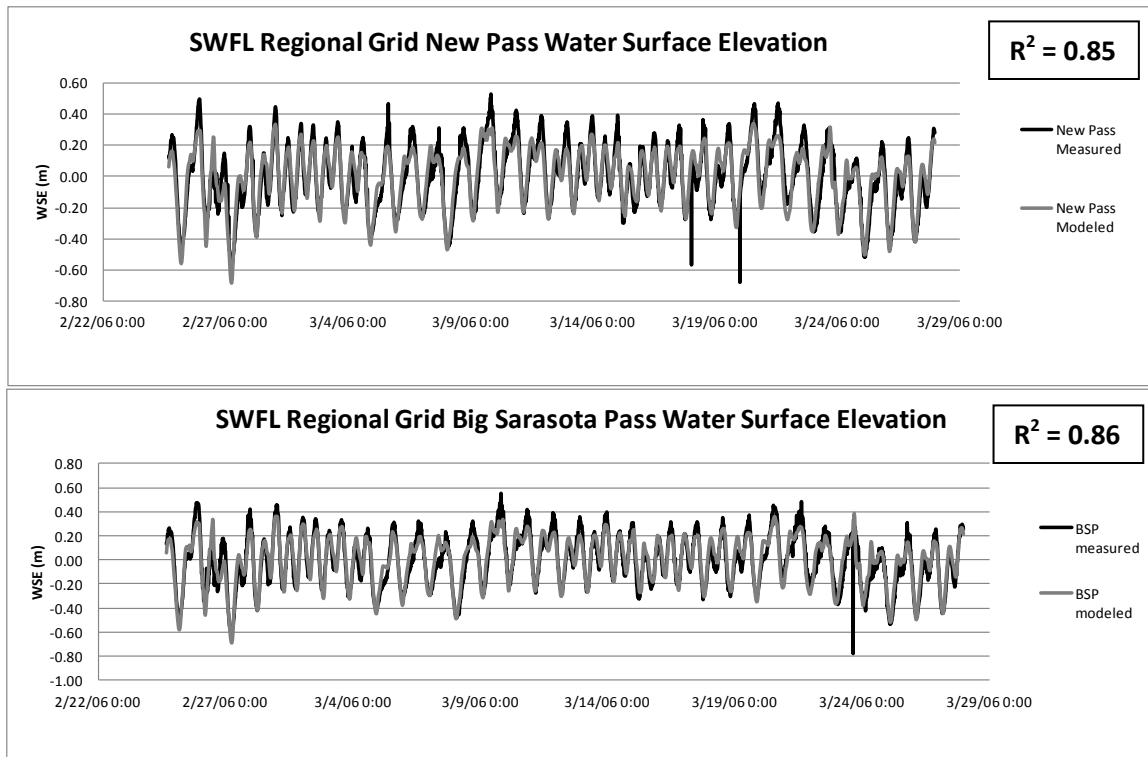 SWFL Regional Grid New Pass Water Surface Elevation
R² = 0.85
0.60
0.40
0.20
0.00
-0.20
-0.40
-0.60
-0.80
WSE (m)
2/22/06 0:00 2/27/06 0:00 3/4/06 0:00 3/9/06 0:00 3/14/06 0:00 3/19/06 0:00 3/24/06 0:00 3/29/06 0:00
New Pass
Measured
New Pass
Modeled
SWFL Regional Grid Big Sarasota Pass Water Surface Elevation
R² = 0.86
0.80
0.60
0.40
0.20
0.00
-0.20
-0.40
-0.60
-0.80
-1.00
WSE (m)
2/22/06 0:00 2/27/06 0:00 3/4/06 0:00 3/9/06 0:00 3/14/06 0:00 3/19/06 0:00 3/24/06 0:00 3/29/06 0:00
BSP
measured
BSP
modeled